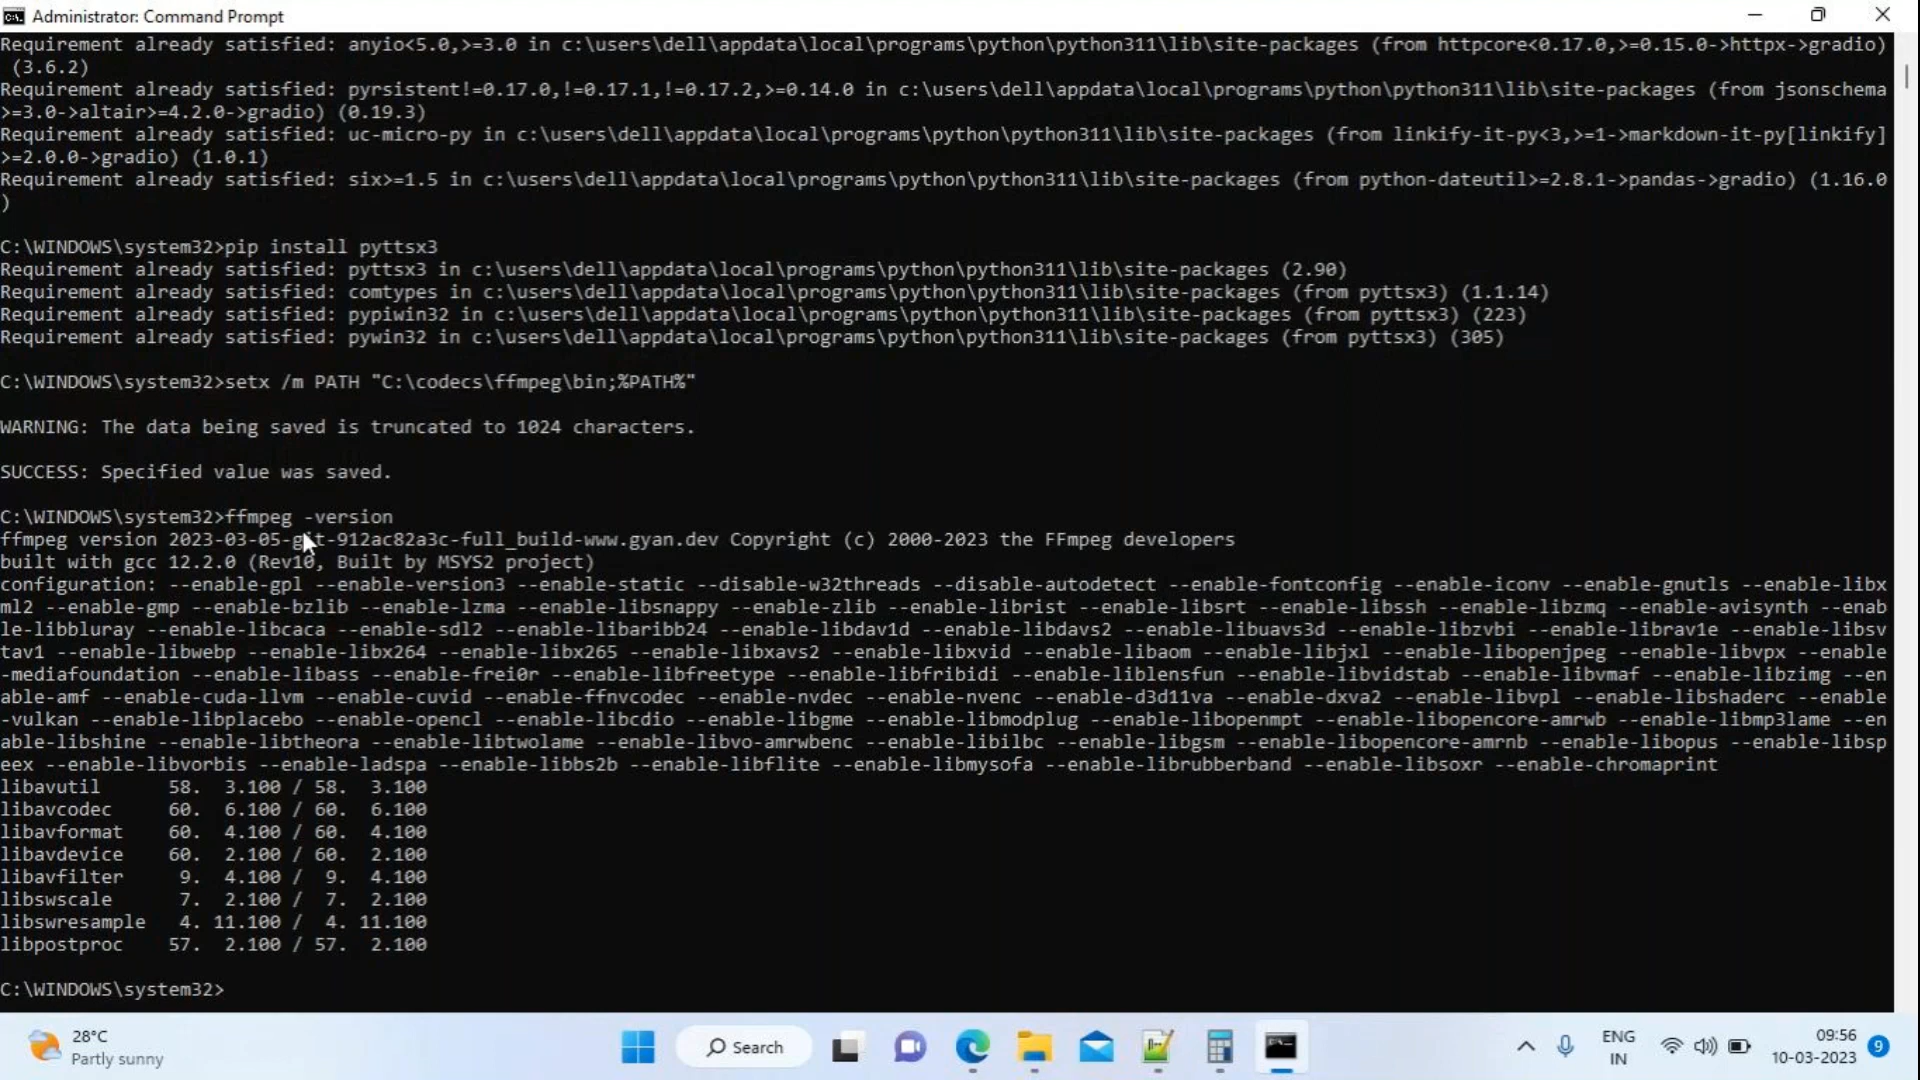 Administrator: Command Prompt
Requirement already satisfied: anyio<5.0,>=3.0 in c:\users\dell\appdata\local\programs\python\python311\lib\site-packages (from httpcore<0.17.0,>=0.15.0->httpx->gradio)
 (3.6.2)
Requirement already satisfied: pyrsistent!=0.17.0,!=0.17.1,!=0.17.2,>=0.14.0 in c:\users\dell\appdata\local\programs\python\python311\lib\site-packages (from jsonschema
>=3.0->altair>=4.2.0->gradio) (0.19.3)
Requirement already satisfied: uc-micro-py in c:\users\dell\appdata\local\programs\python\python311\lib\site-packages (from linkify-it-py<3,>=1->markdown-it-py[linkify]
>=2.0.0->gradio) (1.0.1)
Requirement already satisfied: six>=1.5 in c:\users\dell\appdata\local\programs\python\python311\lib\site-packages (from python-dateutil>=2.8.1->pandas->gradio) (1.16.0
)
C:\WINDOWS\system32>pip install pyttsx3
Requirement already satisfied: pyttsx3 in c:\users\dell\appdata\local\programs\python\python311\lib\site-packages (2.90)
Requirement already satisfied: comtypes in c:\users\dell\appdata\local\programs\python\python311\lib\site-packages (from pyttsx3) (1.1.14)
Requirement already satisfied: pypiwin32 in c:\users\dell\appdata\local\programs\python\python311\lib\site-packages (from pyttsx3) (223)
Requirement already satisfied: pywin32 in c:\users\dell\appdata\local\programs\python\python311\lib\site-packages (from pyttsx3) (305)
C:\WINDOWS\system32>setx /m PATH "C:\codecs\ffmpeg\bin;%PATH%"
WARNING: The data being saved is truncated to 1024 characters.
SUCCESS: Specified value was saved.
C:\WINDOWS\system32>ffmpeg -version
ffmpeg version 2023-03-05-git-912ac82a3c-full_build-www.gyan.dev Copyright (c) 2000-2023 the FFmpeg developers
built with gcc 12.2.0 (Rev10, Built by MSYS2 project)
configuration: --enable-gpl --enable-version3 --enable-static --disable-w32threads --disable-autodetect --enable-fontconfig --enable-iconv --enable-gnutls --enable-libx
ml2 --enable-gmp --enable-bzlib --enable-lzma --enable-libsnappy --enable-zlib --enable-librist --enable-libsrt --enable-libssh --enable-libzmq --enable-avisynth --enab
le-libbluray --enable-libcaca --enable-sdl2 --enable-libaribb24 --enable-libdav1d --enable-libdavs2 --enable-libuavs3d --enable-libzvbi --enable-librav1e --enable-libsv
tav1 --enable-libwebp --enable-libx264 --enable-libx265 --enable-libxavs2 --enable-libxvid --enable-libaom --enable-libjxl --enable-libopenjpeg --enable-libvpx --enable
-mediafoundation --enable-libass --enable-frei0r --enable-libfreetype --enable-libfribidi --enable-liblensfun --enable-libvidstab --enable-libvmaf --enable-libzimg --en
able-amf --enable-cuda-llvm --enable-cuvid --enable-ffnvcodec --enable-nvdec --enable-nvenc --enable-d3d11va --enable-dxva2 --enable-libvpl --enable-libshaderc --enable
-vulkan --enable-libplacebo --enable-opencl --enable-libcdio --enable-libgme --enable-libmodplug --enable-libopenmpt --enable-libopencore-amrwb --enable-libmp3lame --en
able-libshine --enable-libtheora --enable-libtwolame --enable-libvo-amrwbenc --enable-libilbc --enable-libgsm --enable-libopencore-amrnb --enable-libopus --enable-libsp
eex --enable-libvorbis --enable-ladspa --enable-libbs2b --enable-libflite --enable-libmysofa --enable-librubberband --enable-libsoxr --enable-chromaprint
libavutil      58.  3.100 / 58.  3.100
libavcodec     60.  6.100 / 60.  6.100
libavformat    60.  4.100 / 60.  4.100
libavdevice    60.  2.100 / 60.  2.100
libavfilter     9.  4.100 /  9.  4.100
libswscale      7.  2.100 /  7.  2.100
libswresample   4. 11.100 /  4. 11.100
libpostproc    57.  2.100 / 57.  2.100
C:\WINDOWS\system32>
28°C
Partly sunny
Search
ENG
IN
09:56
10-03-2023
9